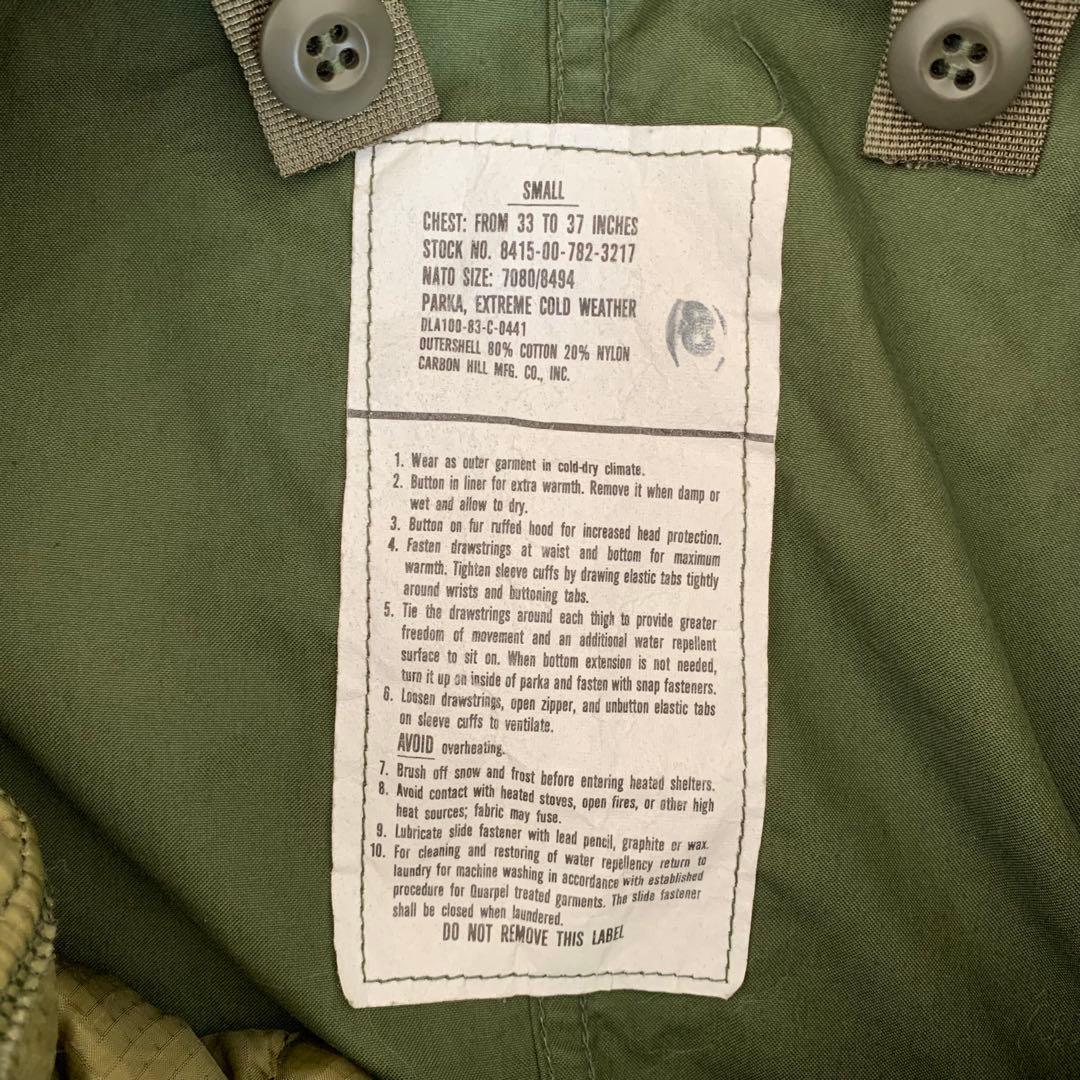 SMALL
CHEST: FROM 33 TO 37 INCHES
STOCK NO. 8415-00-782-3217
NATO SIZE: 7080/8494
PARKA, EXTREME COLD WEATHER
DLA100-83-C-0441
OUTERSHELL 80% COTTON 20% NYLON
CARBON HILL MFG. CO., INC.
1. Wear as outer garment in cold-dry climate.
2. Button in liner for extra warmth. Remove it when damp or
wet and allow to dry.
3. Button on fur ruffed hood for increased head protection.
4. Fasten drawstrings at waist and bottom for maximum
warmth. Tighten sleeve cuffs by drawing elastic tabs tightly
around wrists and buttoning tabs.
5. Tie the drawstrings around each thigh to provide greater
freedom of movement and an additional water repellent
surface to sit on. When bottom extension is not needed,
turn it up on inside of parka and fasten with snap fasteners.
6. Loosen drawstrings, open zipper, and unbutton elastic tabs
on sleeve cuffs to ventilate.
AVOID overheating.
7. Brush off snow and frost before entering heated shelters.
8. Avoid contact with heated stoves, open fires, or other high
heat sources; fabric may fuse.
9. Lubricate slide fastener with lead pencil, graphite or wax.
10. For cleaning and restoring of water repellency return to
laundry for machine washing in accordance with established
procedure for Quarpel treated garments. The slide fastener
shall be closed when laundered.
DO NOT REMOVE THIS LABEL